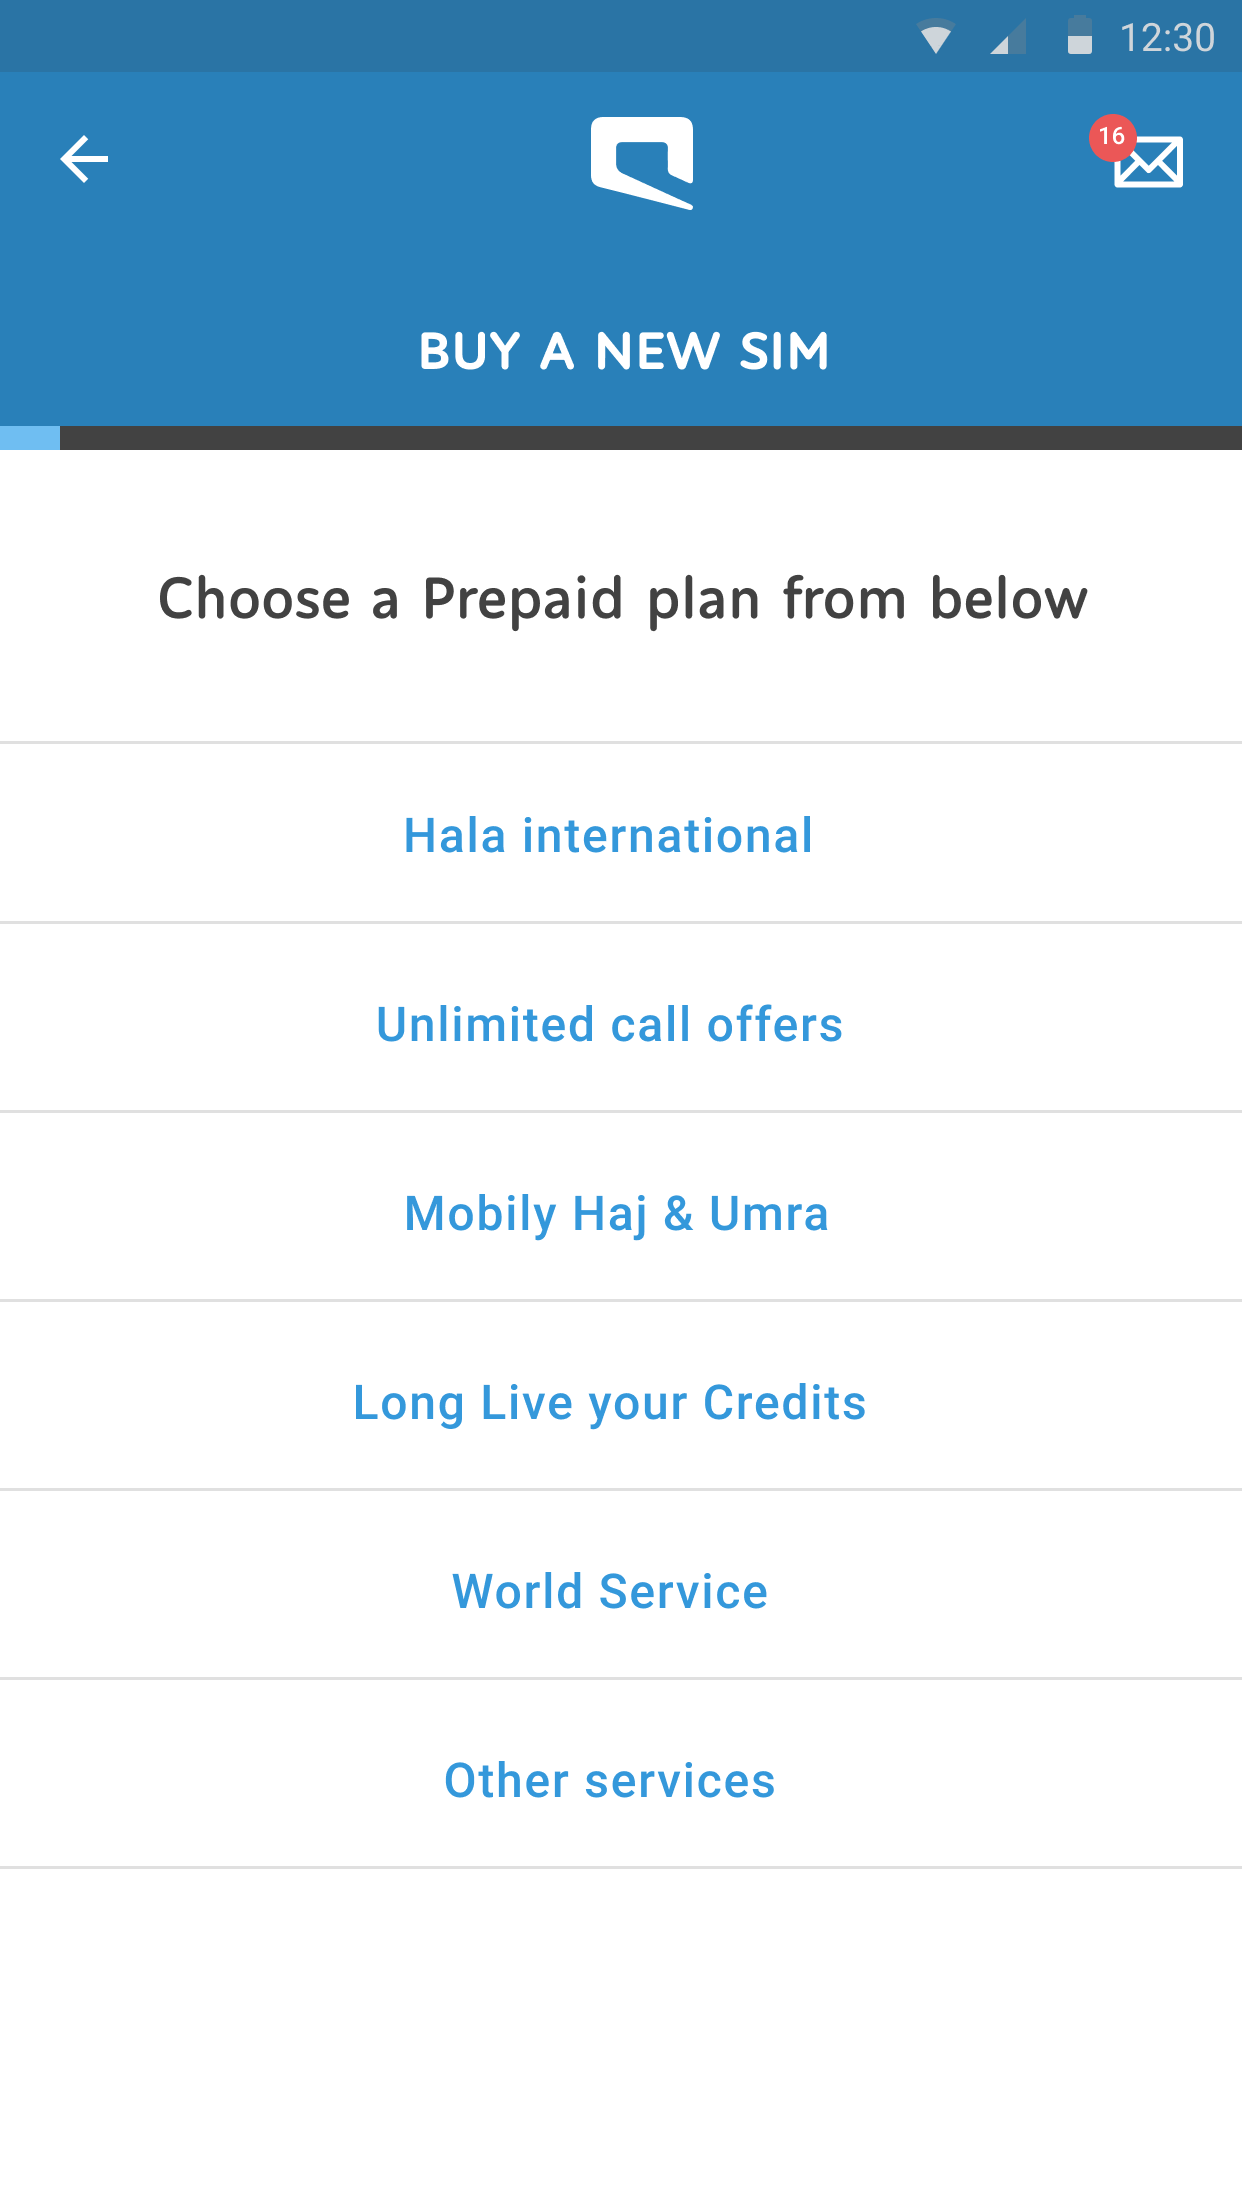 12:30
16
BUY A NEW SIM
Choose a Prepaid plan from below
Hala international
Unlimited call offers
Mobily Haj & Umra
Long Live your Credits
World Service
Other services